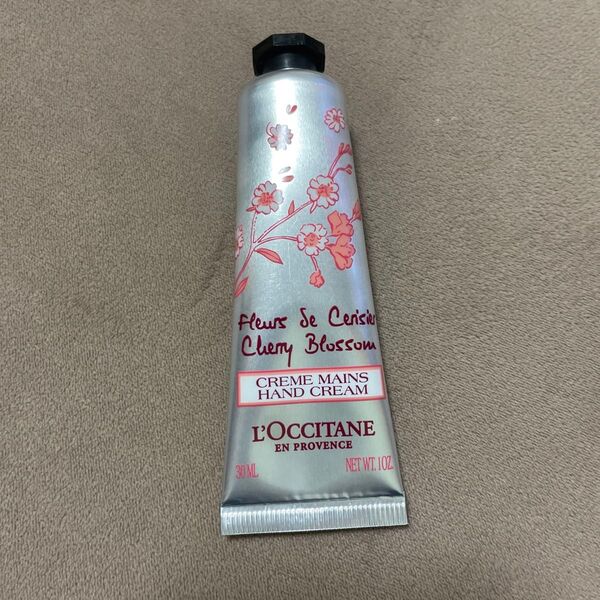 Fleurs de Cerisier
Cherry Blossom
CREME MAINS
HAND CREAM
L'OCCITANE
EN PROVENCE
30 ML NET WT. 1 OZ.